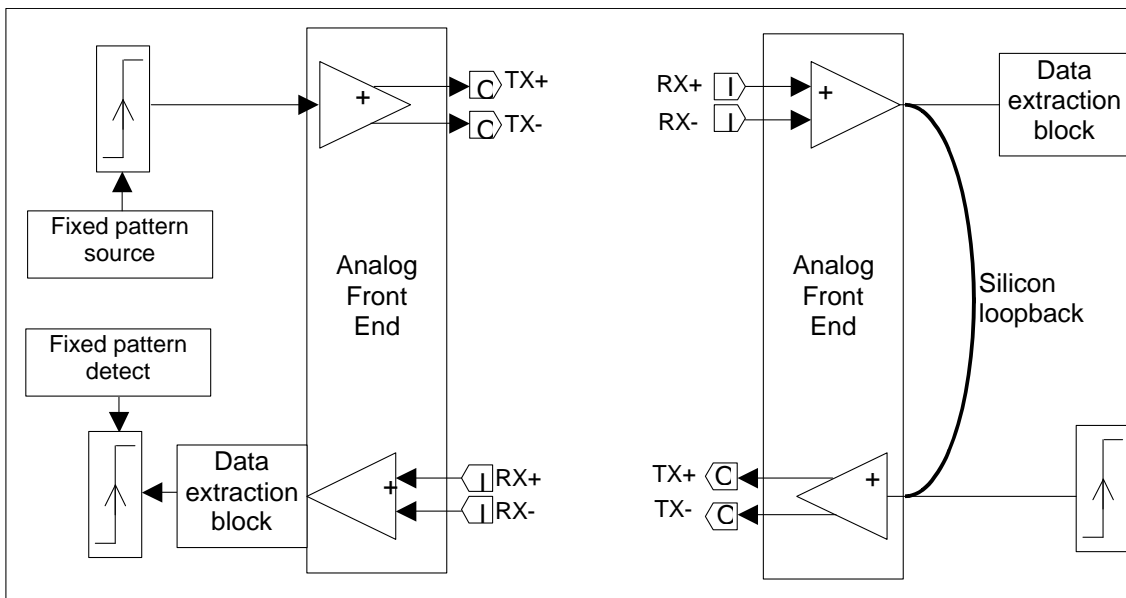 C TX+
C TX-
+
Fixed pattern
source
Analog
Front
End
Fixed pattern
detect
Data
extraction
block
+
I RX+
I RX-
RX+ I
RX- I
+
Data
extraction
block
Analog
Front
End
Silicon
loopback
TX+ C
TX- C
+